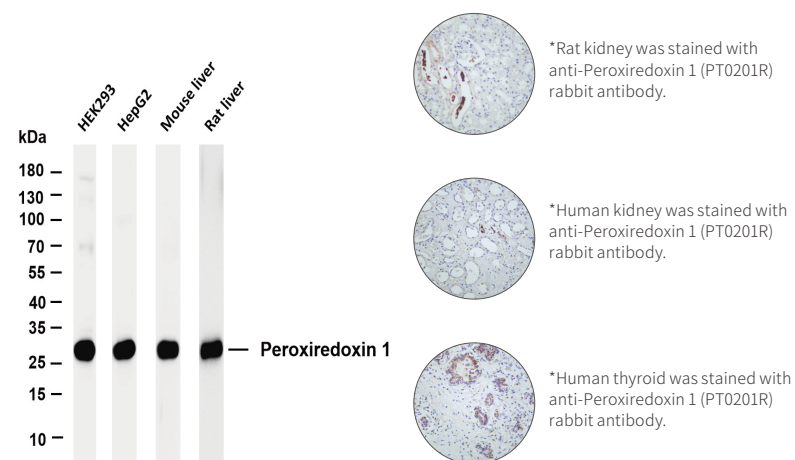 HEK293
HepG2
Mouse liver
Rat liver
kDa
180
130
100
70
55
40
35
25
15
10
Peroxiredoxin 1
*Rat kidney was stained with
anti-Peroxiredoxin 1 (PT0201R)
rabbit antibody.
*Human kidney was stained with
anti-Peroxiredoxin 1 (PT0201R)
rabbit antibody.
*Human thyroid was stained with
anti-Peroxiredoxin 1 (PT0201R)
rabbit antibody.